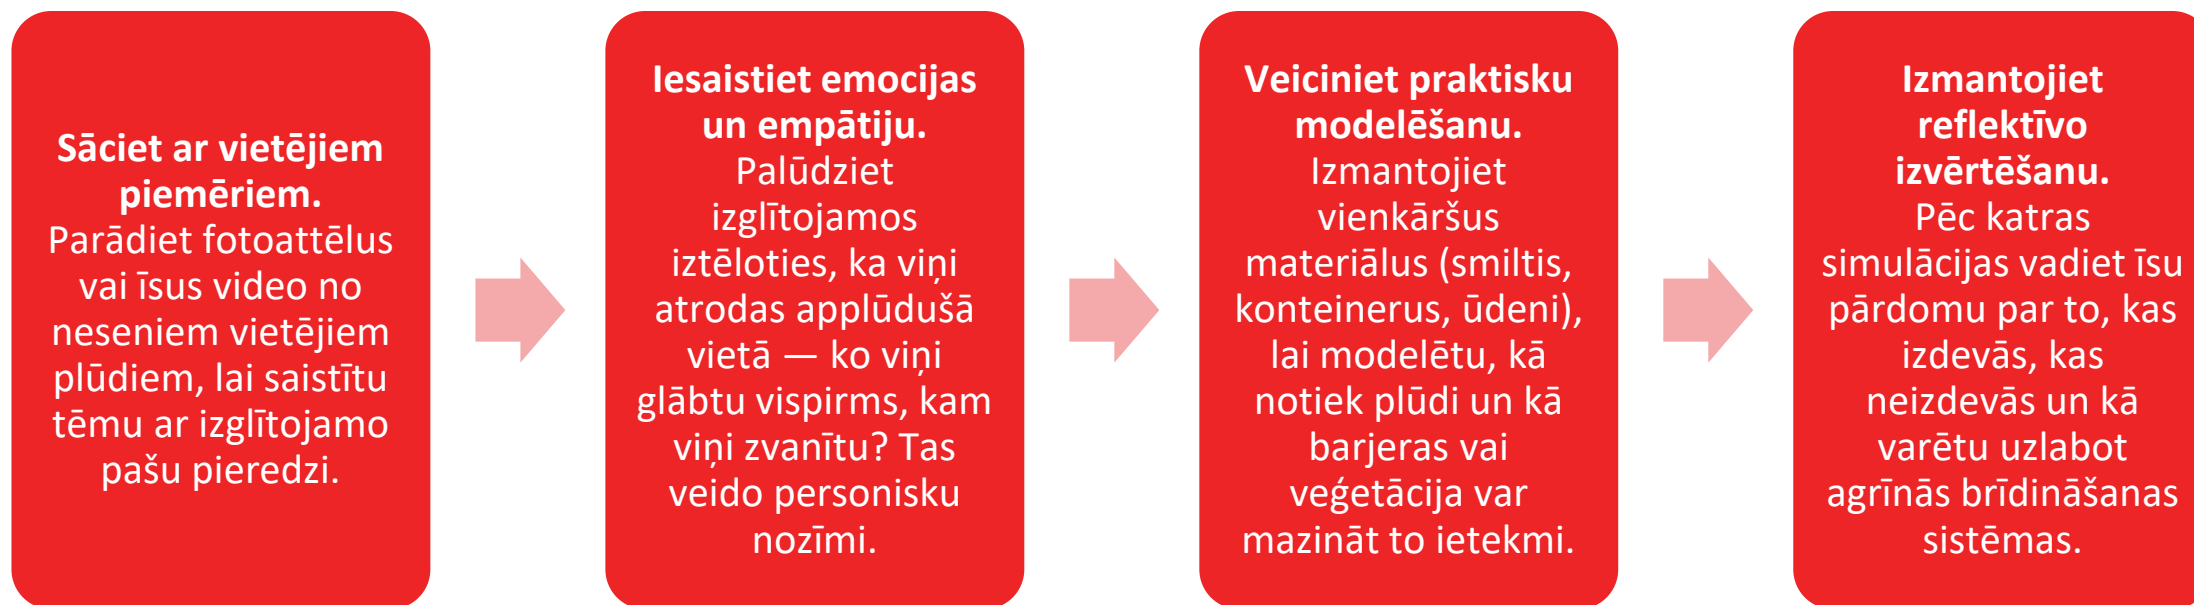 Sāciet ar vietējiem
piemēriem.
Parādiet fotoattēlus
vai īsus video no
neseniem vietējiem
plūdiem, lai saistītu
tēmu ar izglītojamo
pašu pieredzi.
Iesaistiet emocijas
un empātiju.
Palūdziet
izglītojamos
iztēloties, ka viņi
atrodas applūdušā
vietā — ko viņi
glābtu vispirms, kam
viņi zvanītu? Tas
veido personisku
nozīmi.
Veiciniet praktisku
modelēšanu.
Izmantojiet
vienkāršus
materiālus (smiltis,
konteinerus, ūdeni),
lai modelētu, kā
notiek plūdi un kā
barjeras vai
veģetācija var
mazināt to ietekmi.
Izmantojiet
reflektīvo
izvērtēšanu.
Pēc katras
simulācijas vadiet īsu
pārdomu par to, kas
izdevās, kas
neizdevās un kā
varētu uzlabot
agrīnās brīdināšanas
sistēmas.